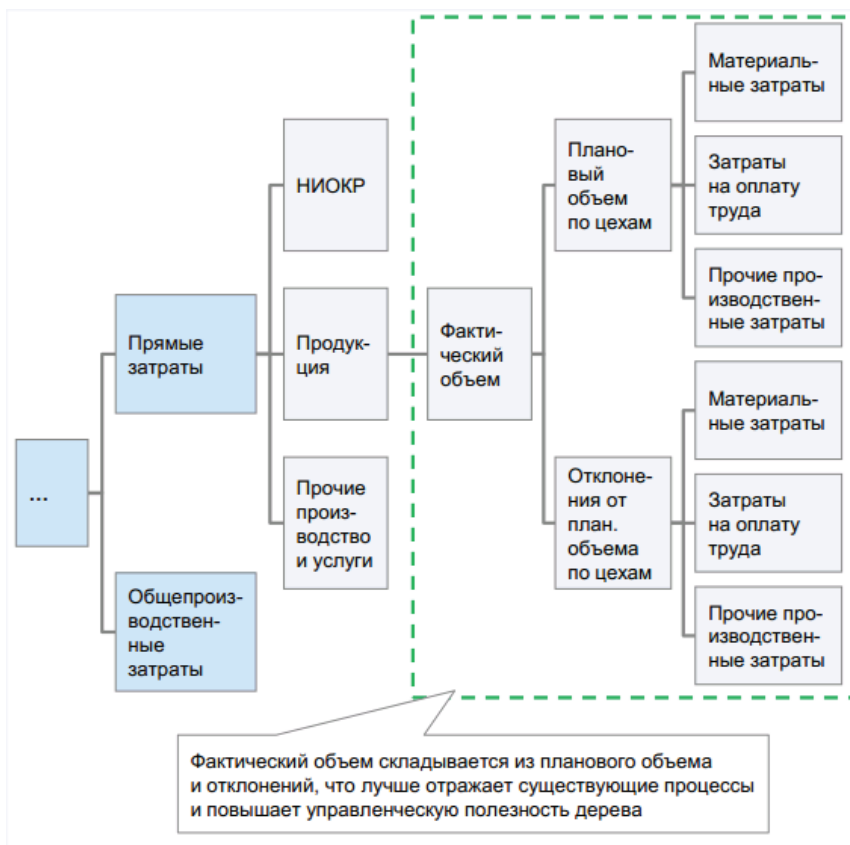 ...
Прямые
затраты
Общепроиз-
водствен-
ные
затраты
НИОКР
Продук-
ция
Прочие
произ-
водство
и услуги
Факти-
ческий
объем
Плано-
вый
объем
по цехам
Материаль-
ные затраты
Затраты
на оплату
труда
Прочие про-
изводствен-
ные затраты
Отклоне-
ния от
план.
объема
по цехам
Материаль-
ные затраты
Затраты
на оплату
труда
Прочие про-
изводствен-
ные затраты
Фактический объем складывается из планового объема
и отклонений, что лучше отражает существующие процессы
и повышает управленческую полезность дерева